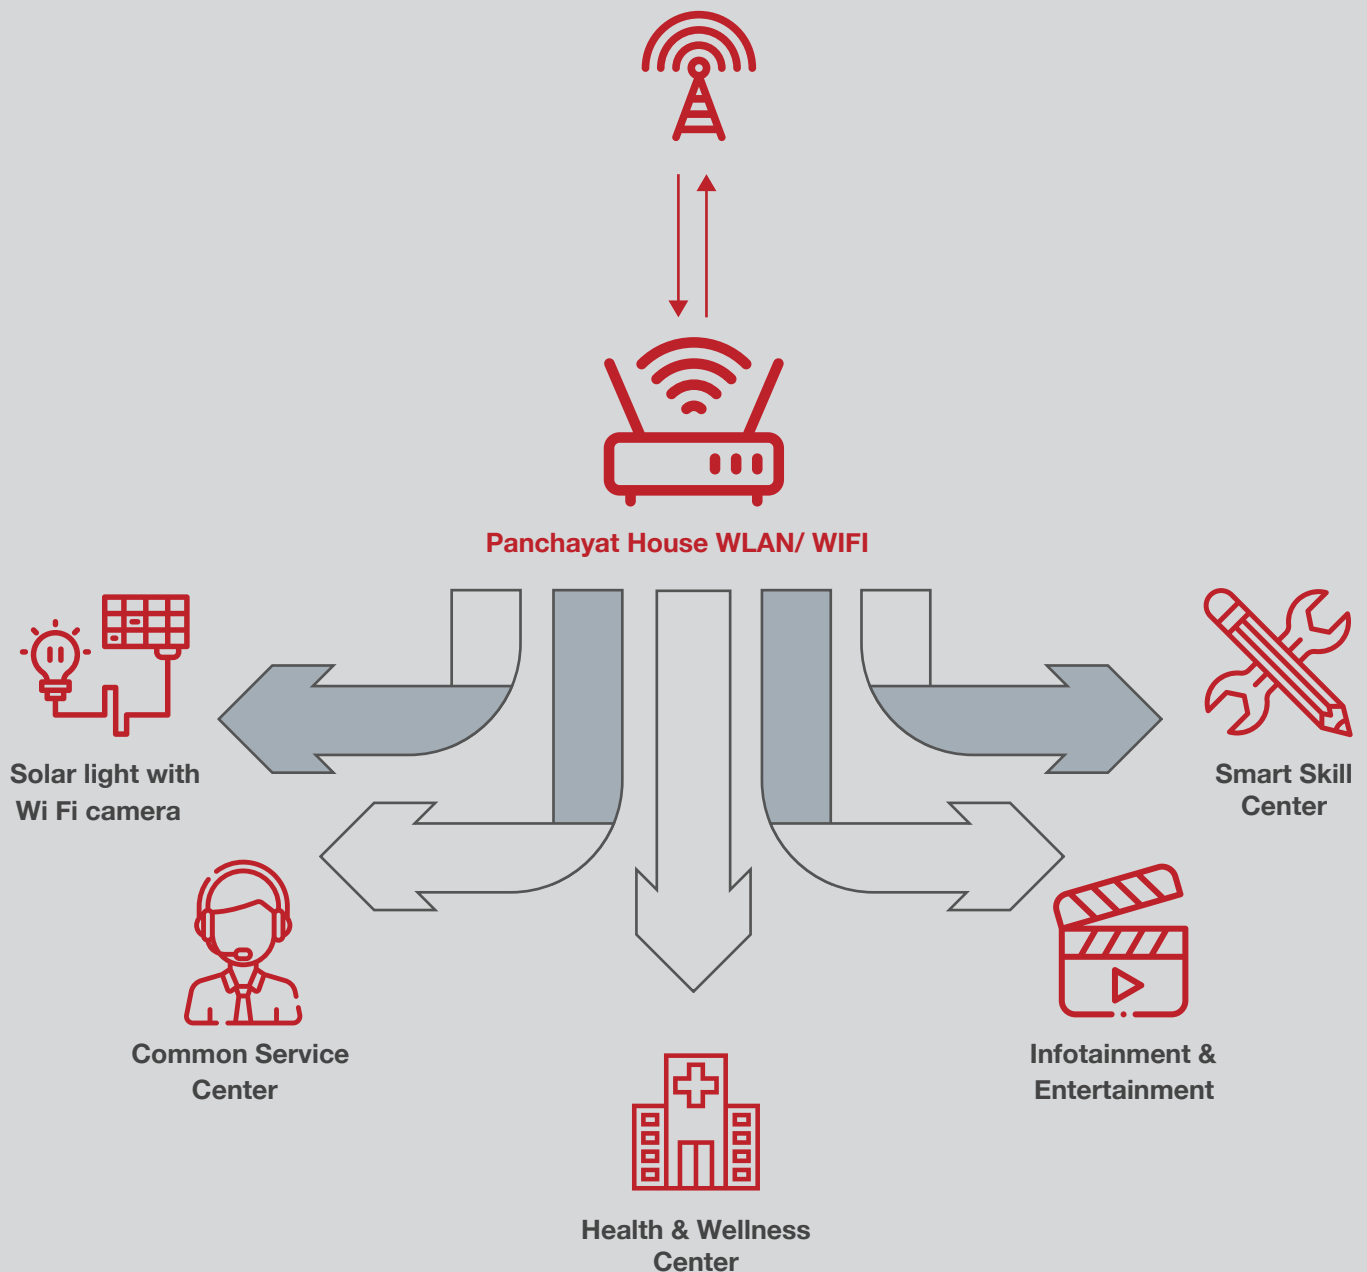 Panchayat House WLAN/ WIFI
Solar light with
Wi Fi camera
Smart Skill
Center
Common Service
Center
Infotainment &
Entertainment
Health & Wellness
Center